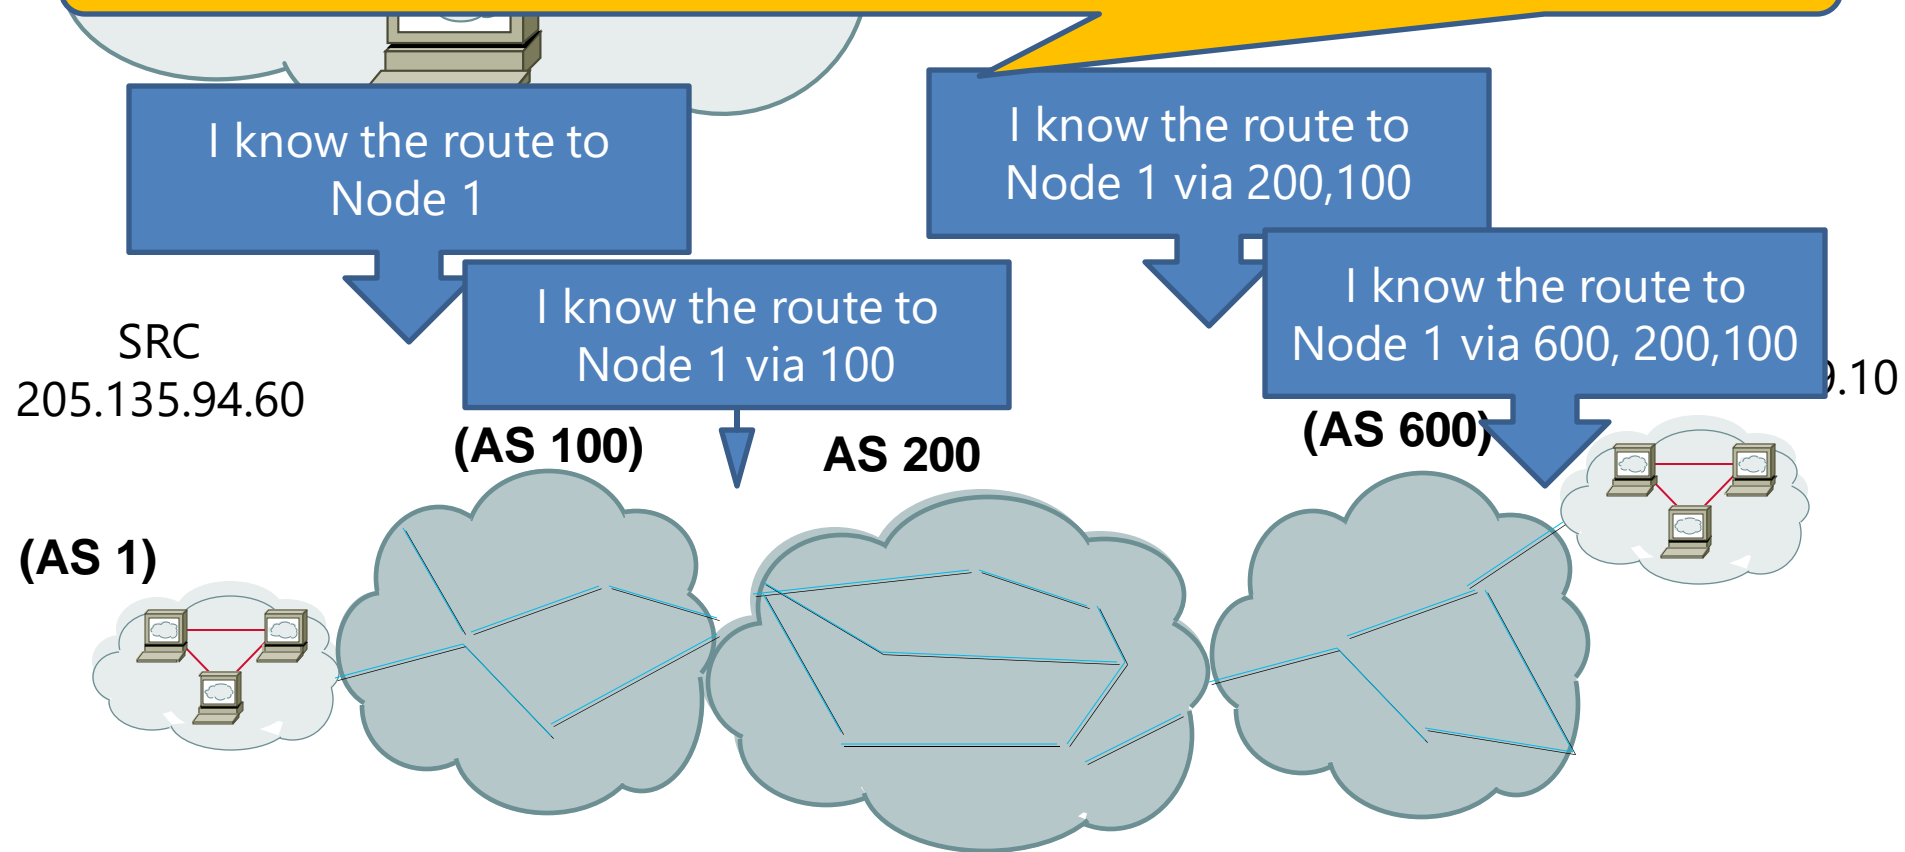 I know the route to
Node 1
I know the route to
Node 1 via 200,100
I know the route to
Node 1 via 100
I know the route to
Node 1 via 600, 200,100
SRC
205.135.94.60
.10
(AS 100)
AS 200
(AS 600)
(AS 1)